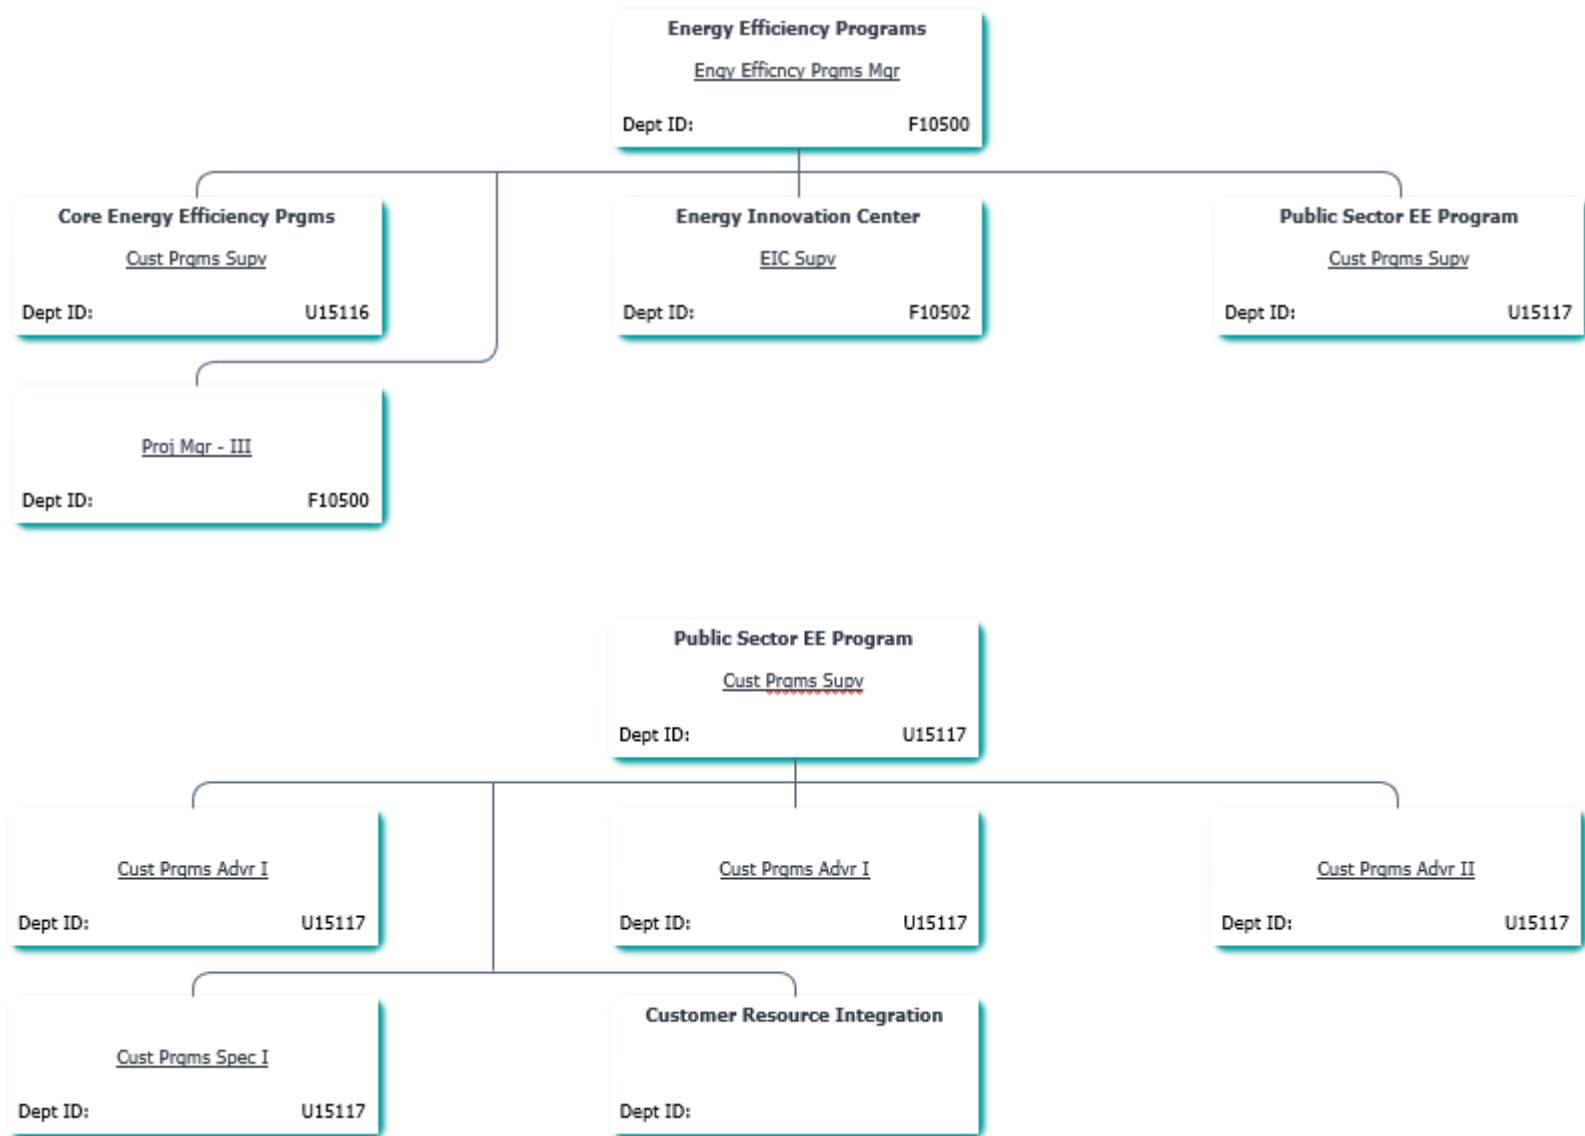 Energy Efficiency Programs
Engy Efficncy Prgms Mgr
Dept ID: F10500
Core Energy Efficiency Prgms
Cust Prgms Supv
Dept ID: U15116
Energy Innovation Center
EIC Supv
Dept ID: F10502
Public Sector EE Program
Cust Prgms Supv
Dept ID: U15117
Proj Mgr - III
Dept ID: F10500
Public Sector EE Program
Cust Prgms Supv
Dept ID: U15117
Cust Prgms Advr I
Dept ID: U15117
Cust Prgms Advr I
Dept ID: U15117
Cust Prgms Advr II
Dept ID: U15117
Cust Prgms Spec I
Dept ID: U15117
Customer Resource Integration
Dept ID: